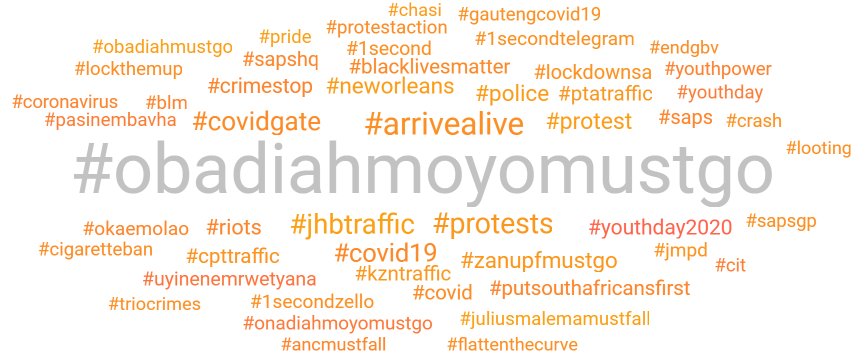 #chasi
#gautengcovid19
#protestaction
#pride
#1secondtelegram
#obadiahmustgo
#1second
#endgbv
#sapshq
#lockthemup
#blacklivesmatter
#lockdownsa
#youthpower
#crimestop
#neworleans
#police
#ptatraffic
#youthday
#coronavirus
#blm
#pasinembavha
#covidgate
#arrivealive
#protest
#saps
#crash
#looting
#obadiahmoyomustgo
#okaemolao
#riots
#jhbtraffic
#protests
#youthday2020
#sapsgp
#cigaretteban
#cpttraffic
#covid19
#zanupfmustgo
#jmpd
#cit
#uyinenemrwetyana
#kzntraffic
#covid
#putsouthafricansfirst
#triocrimes
#1secondzello
#onadiahmoyomustgo
#juliusmalemamustfall
#ancmustfall
#flattenthecurve